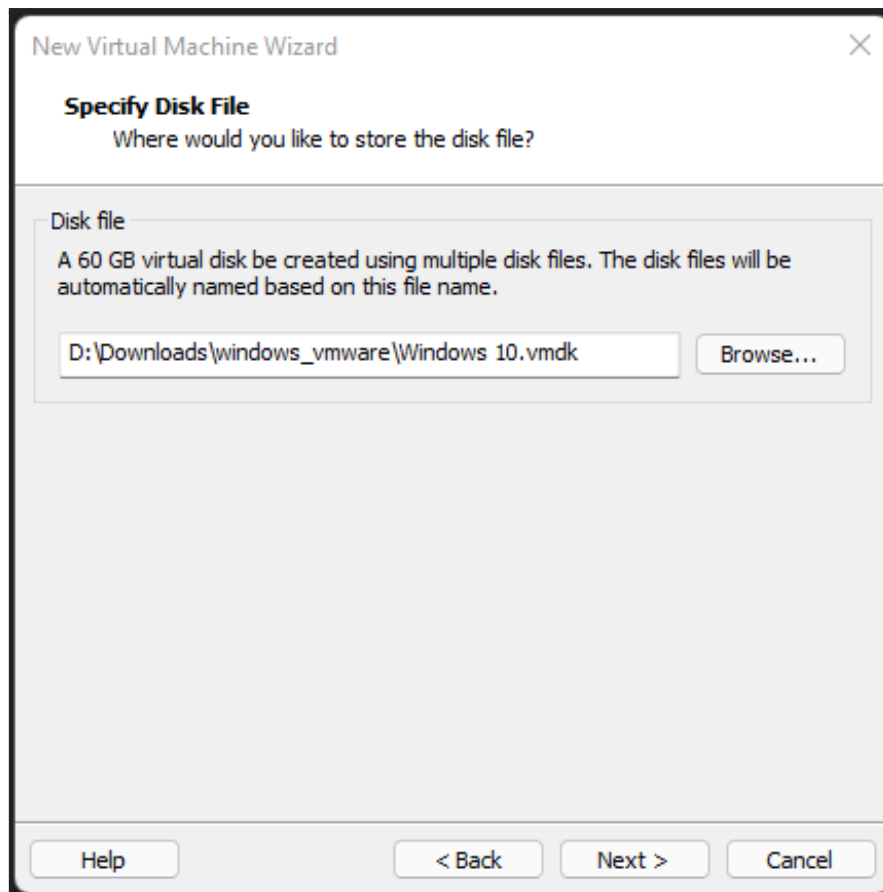 New Virtual Machine Wizard
Specify Disk File
Where would you like to store the disk file?
Disk file
A 60 GB virtual disk be created using multiple disk files. The disk files will be
automatically named based on this file name.
D:\Downloads\windows_vmware\Windows 10.vmdk
Browse...
Help
< Back
Next >
Cancel